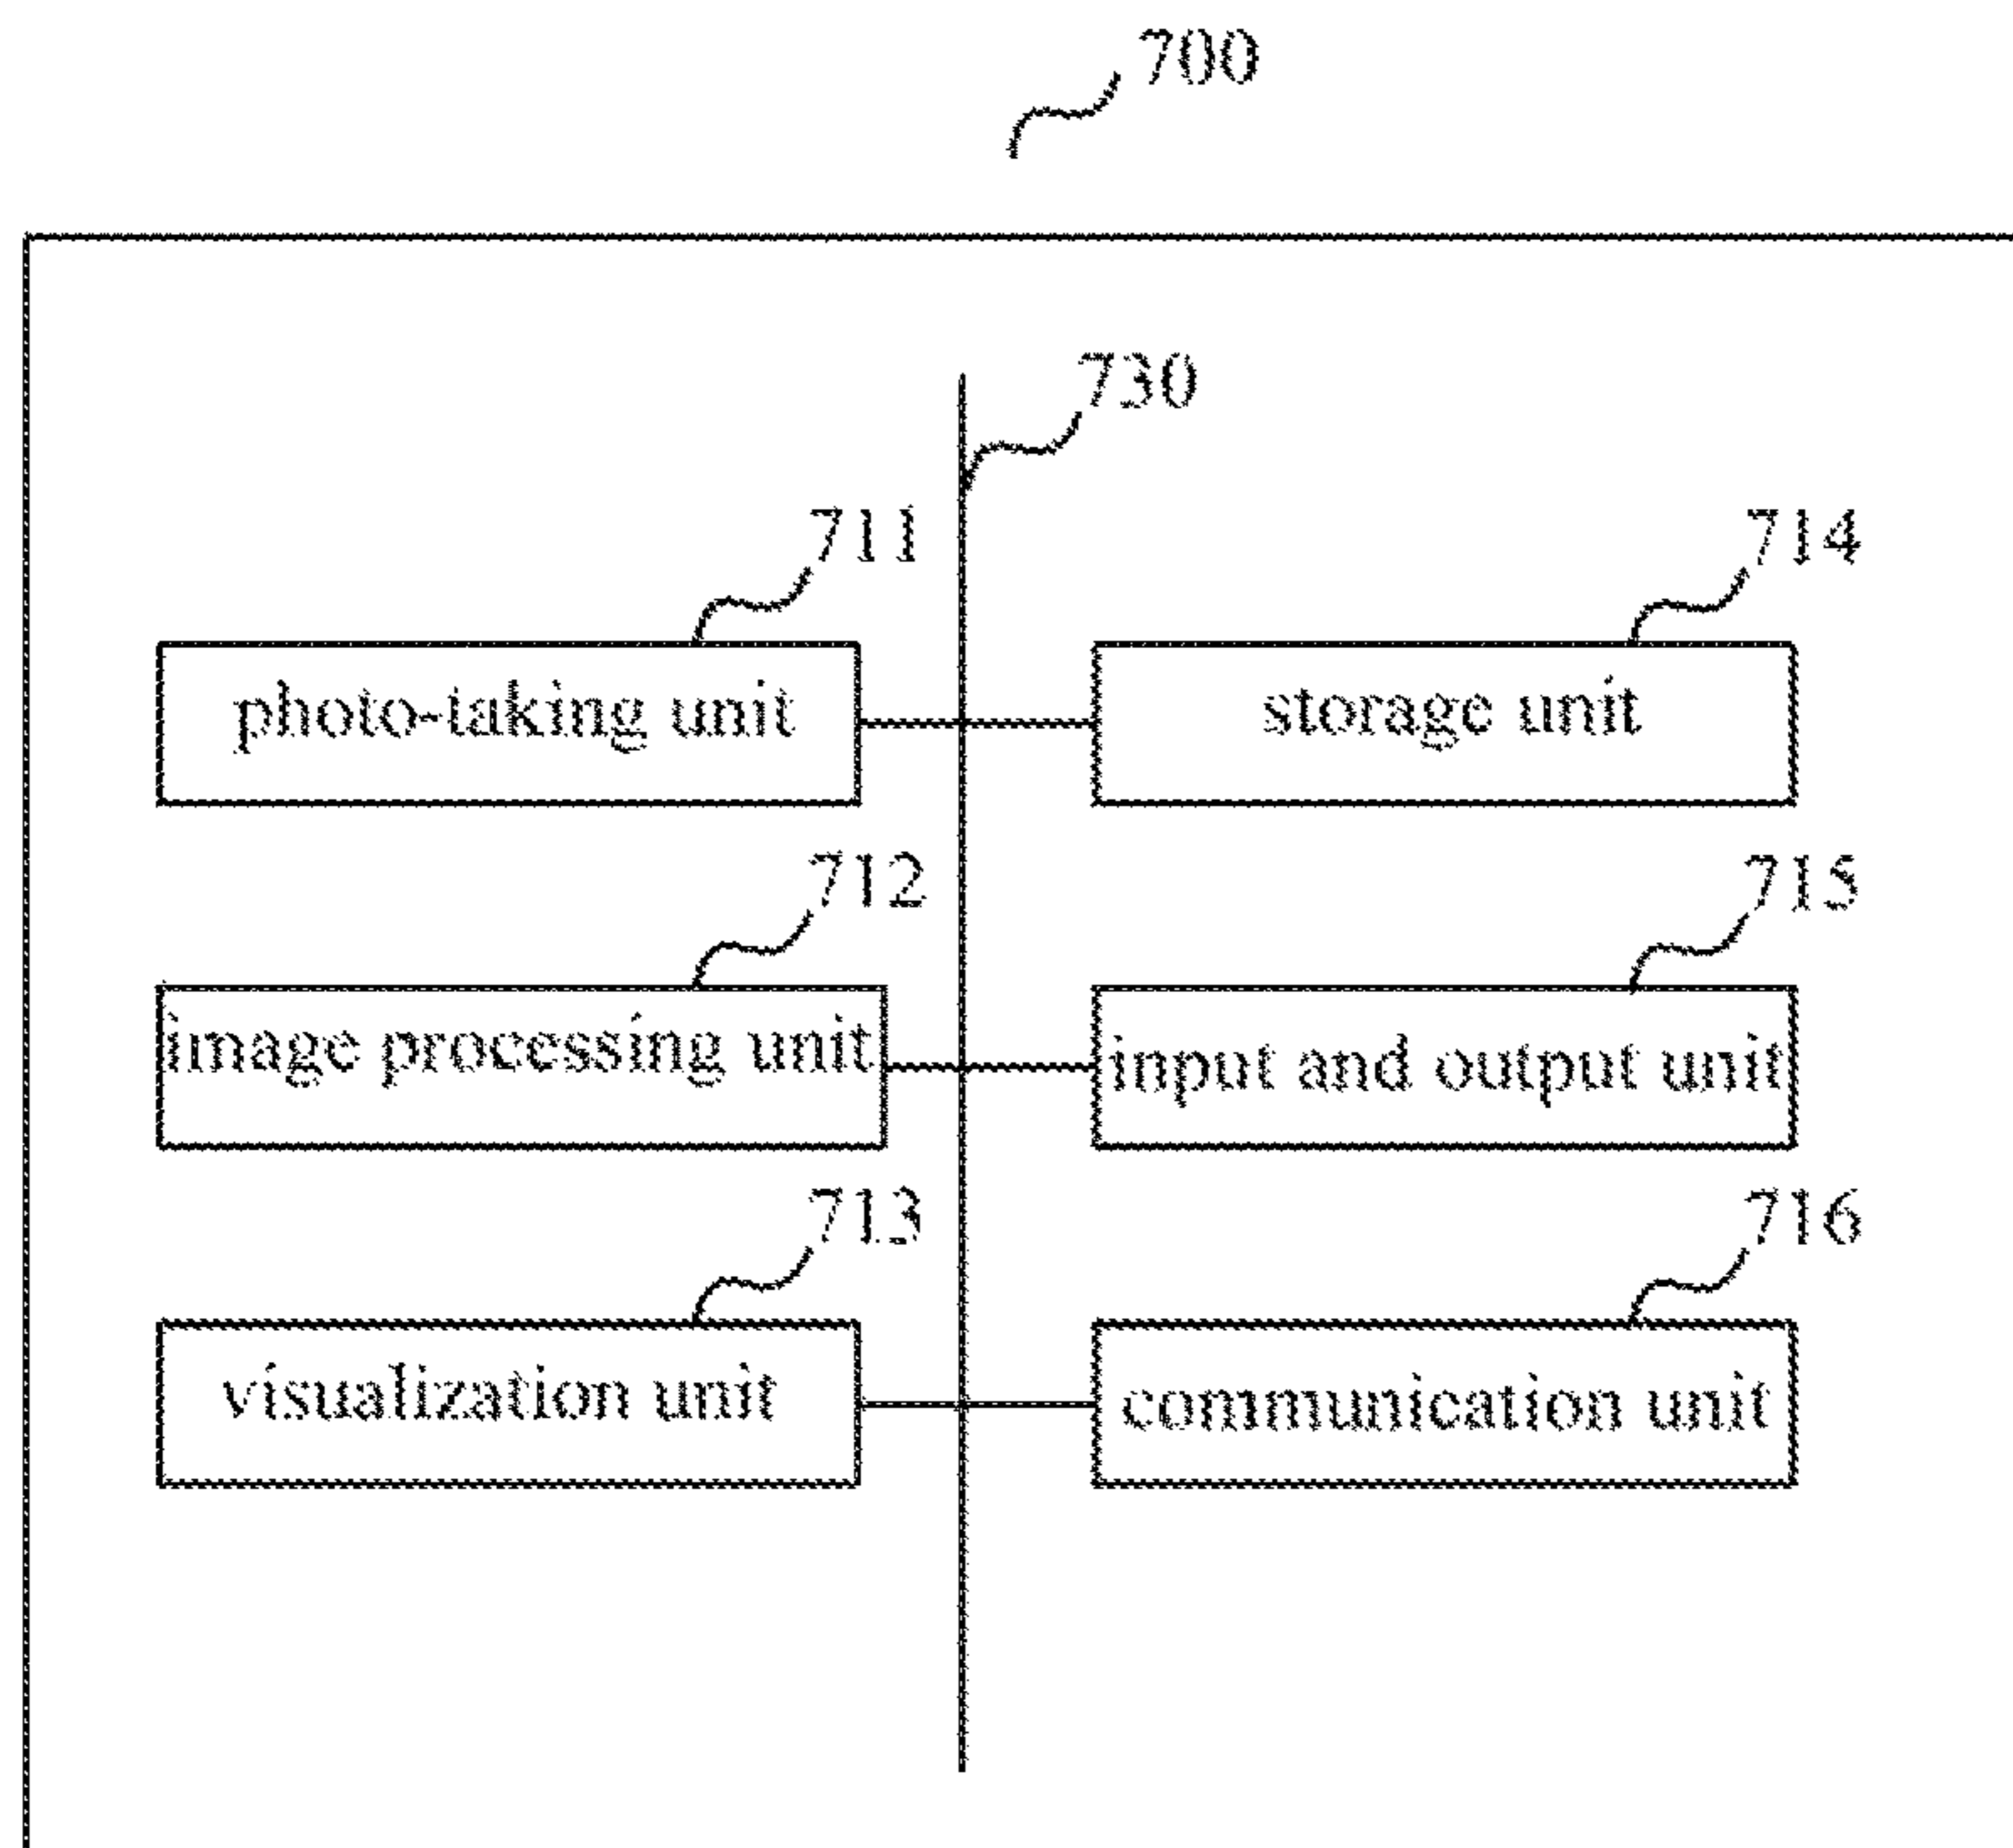 700
730
711
714
photo-taking unit
storage unit
712
715
image processing unit
input and output unit
713
716
visualization unit
communication unit